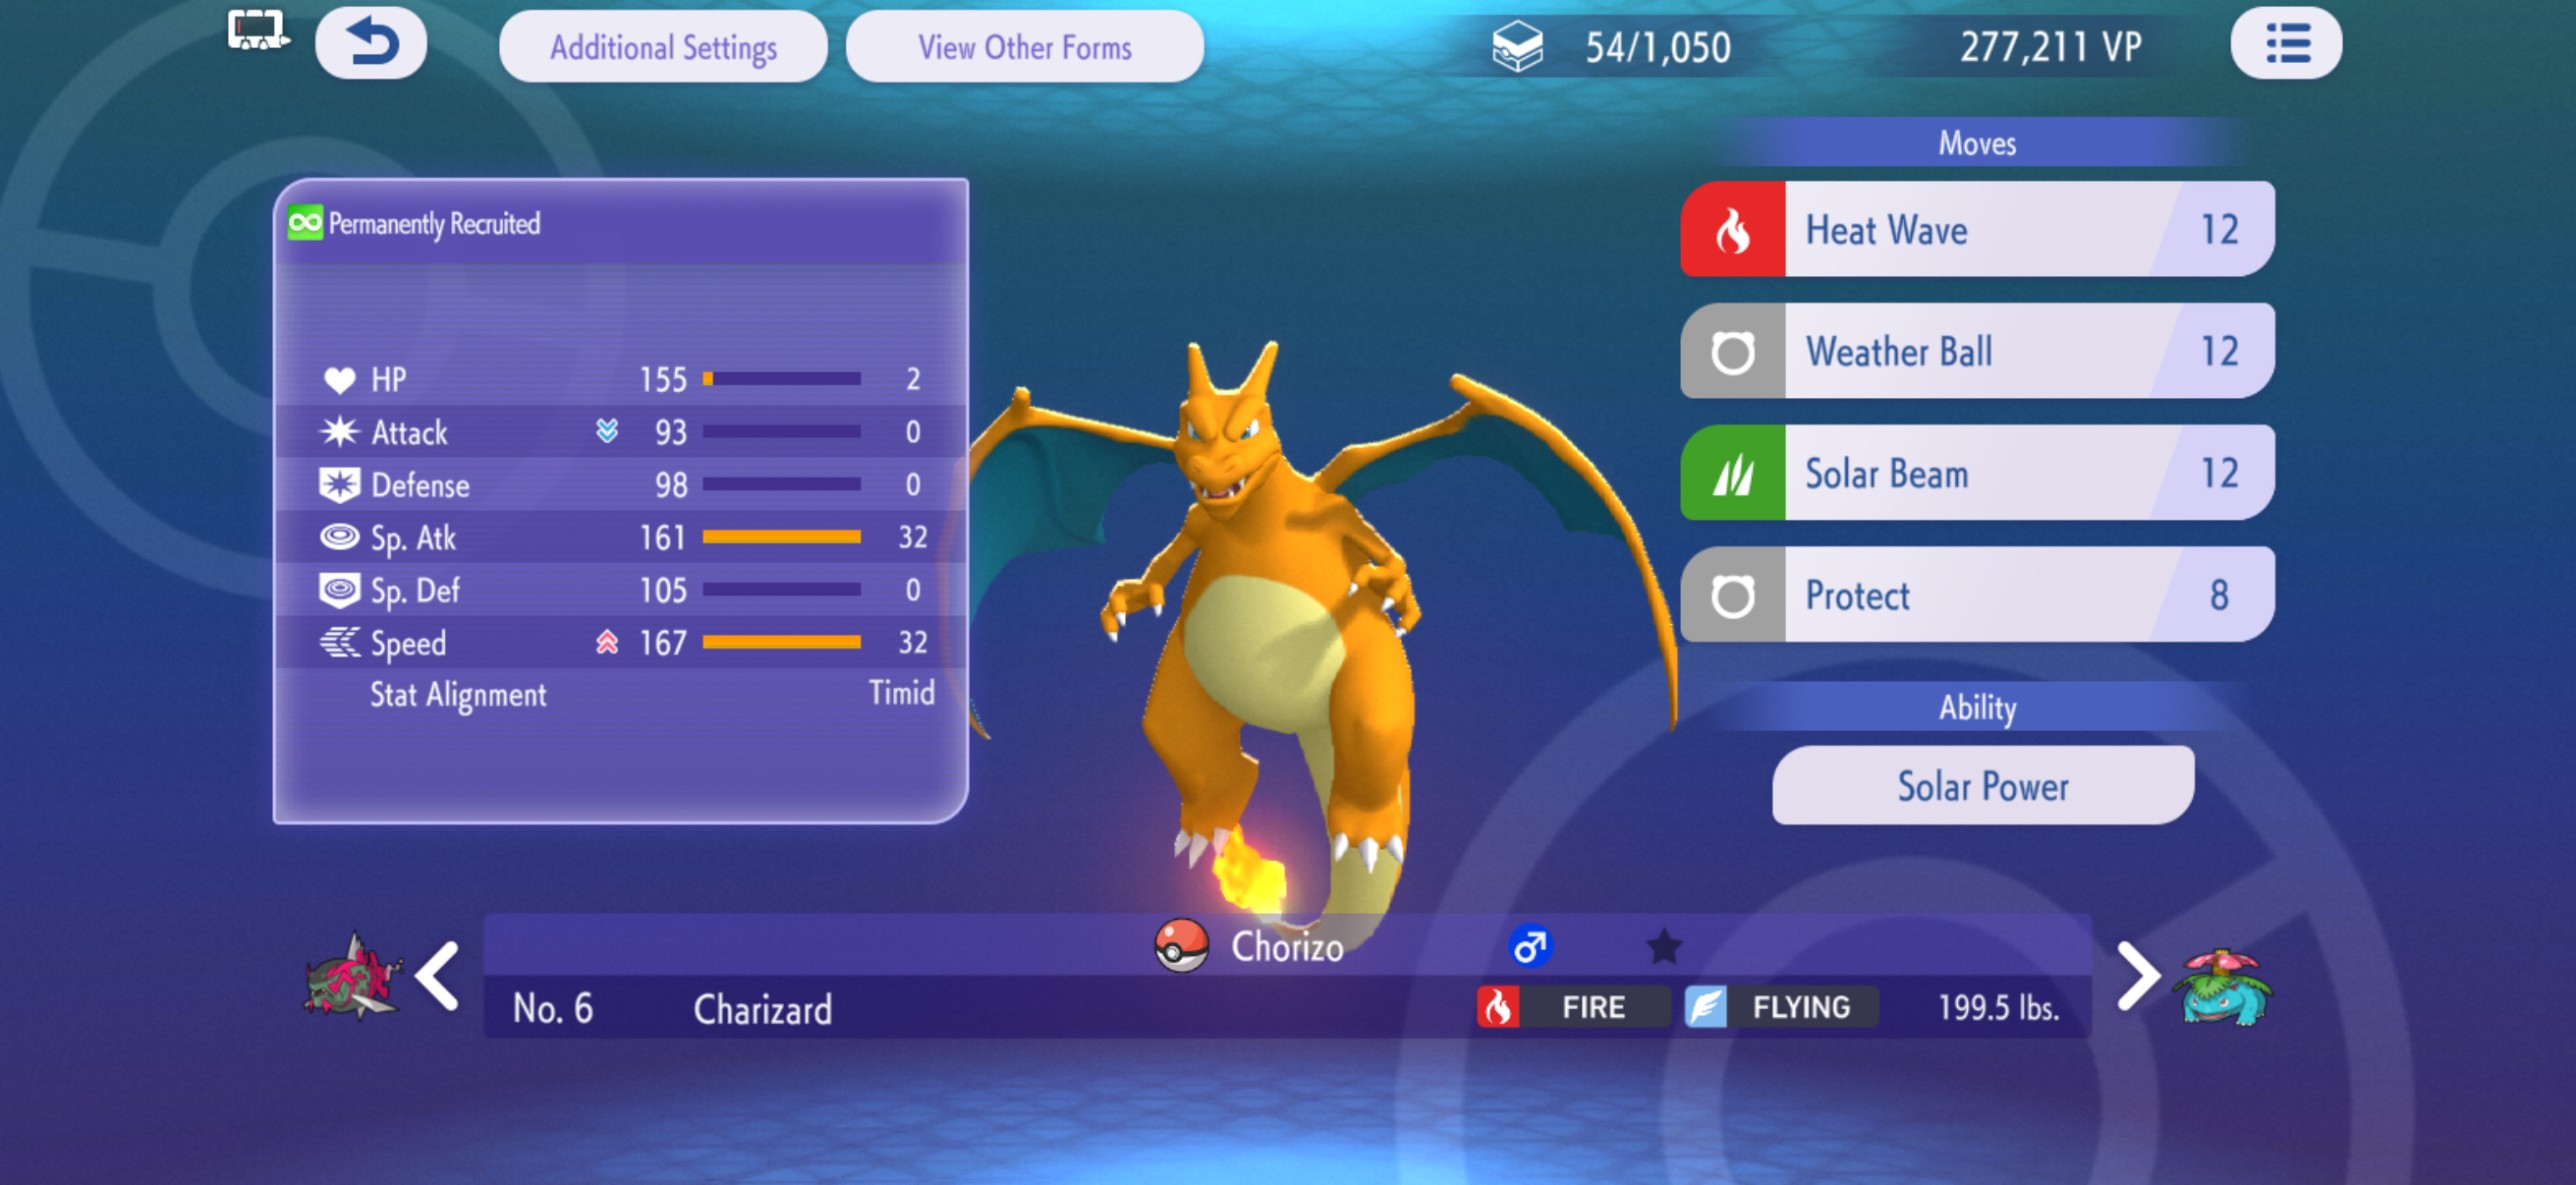 Additional Settings
View Other Forms
54/1,050
277,211 VP
Permanently Recruited
HP 155 2
Attack 93 0
Defense 98 0
Sp. Atk 161 32
Sp. Def 105 0
Speed 167 32
Stat Alignment Timid
Moves
Heat Wave 12
Weather Ball 12
Solar Beam 12
Protect 8
Ability
Solar Power
Chorizo
No. 6 Charizard FIRE FLYING 199.5 lbs.